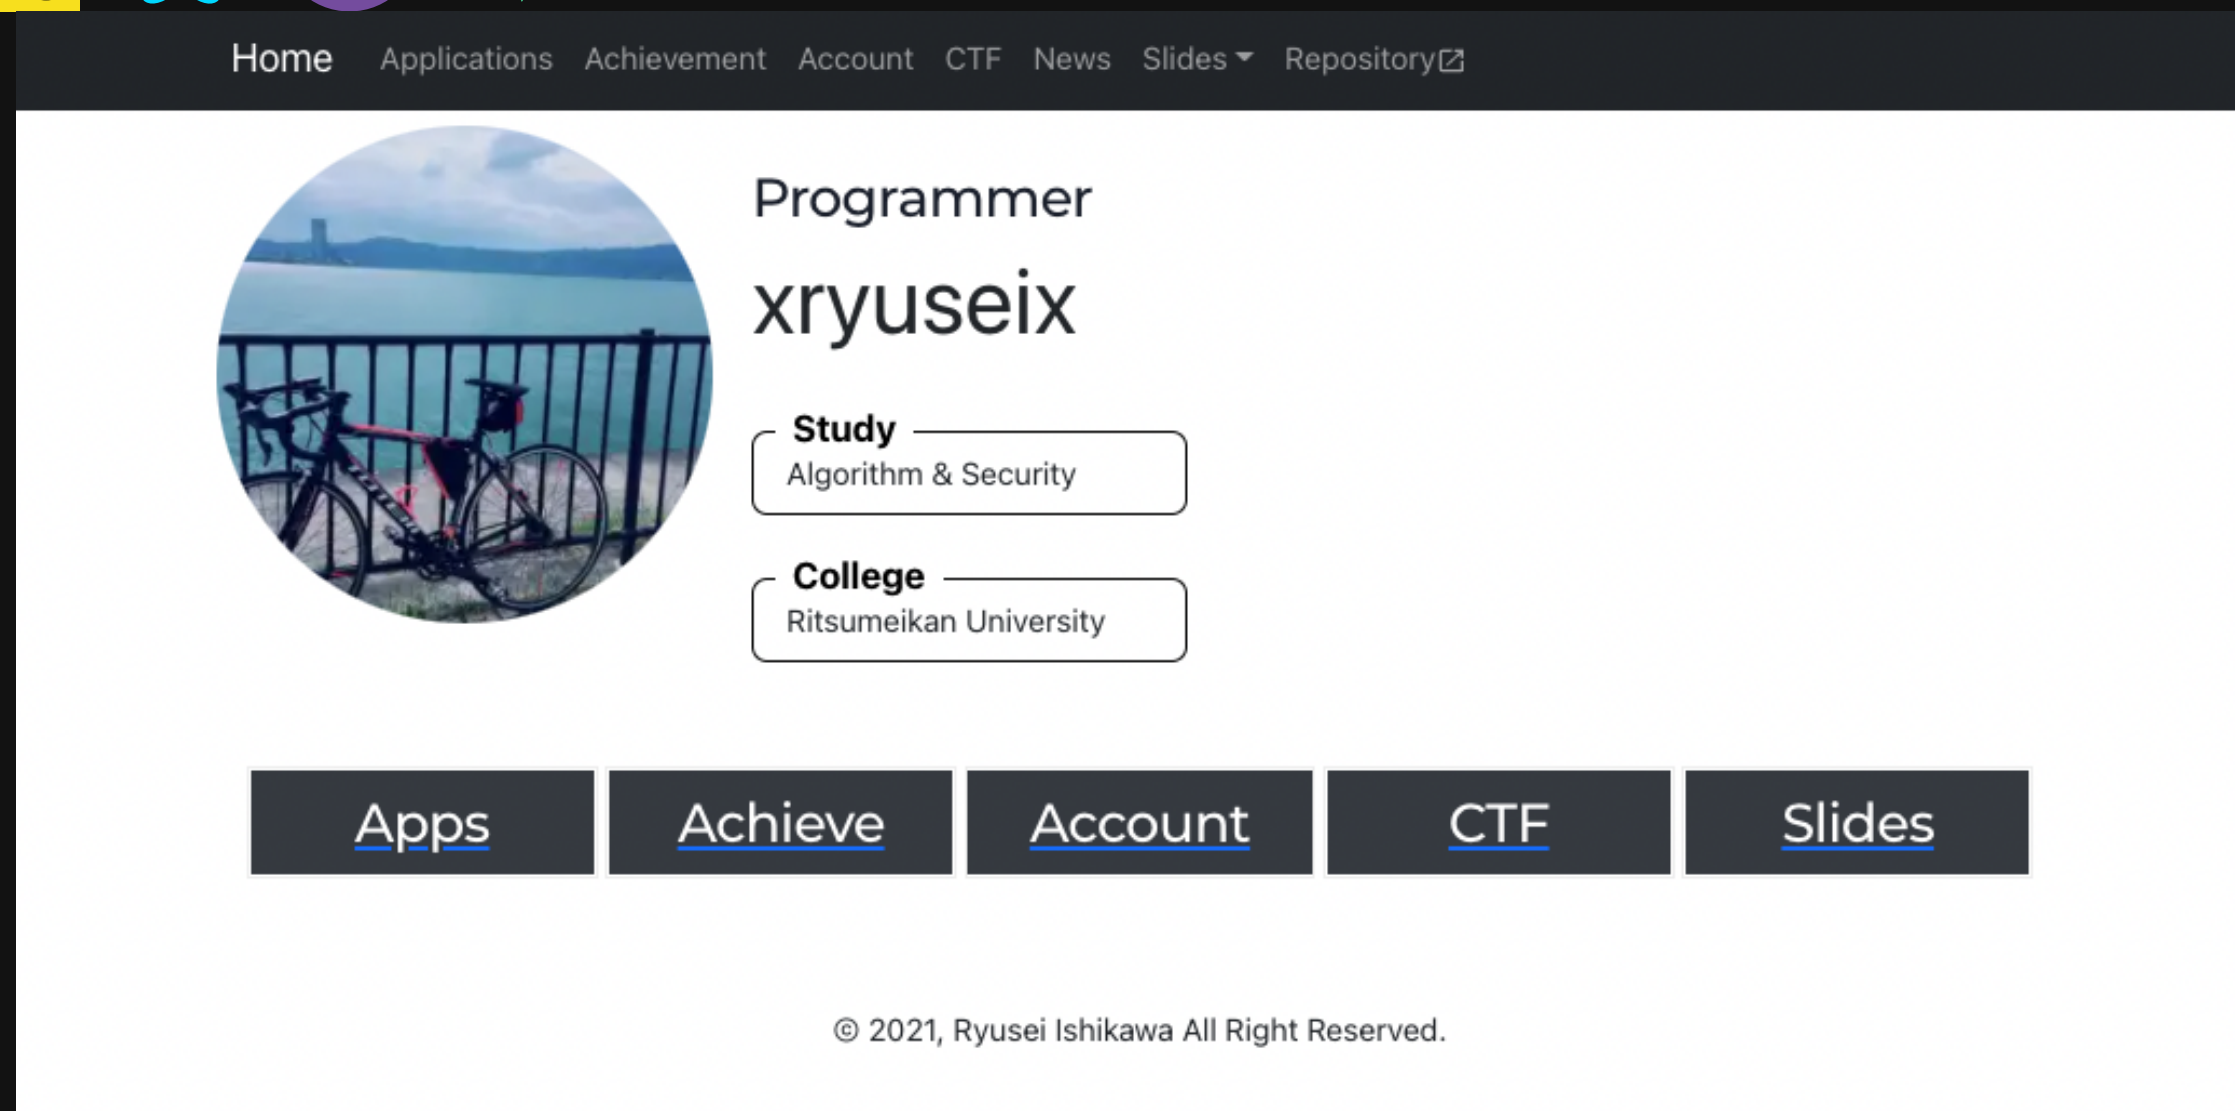 Home Applications Achievement Account CTF News Slides Repository
Programmer
xryuseix
Study
Algorithm & Security
College
Ritsumeikan University
Apps Achieve Account CTF Slides
© 2021, Ryusei Ishikawa All Right Reserved.